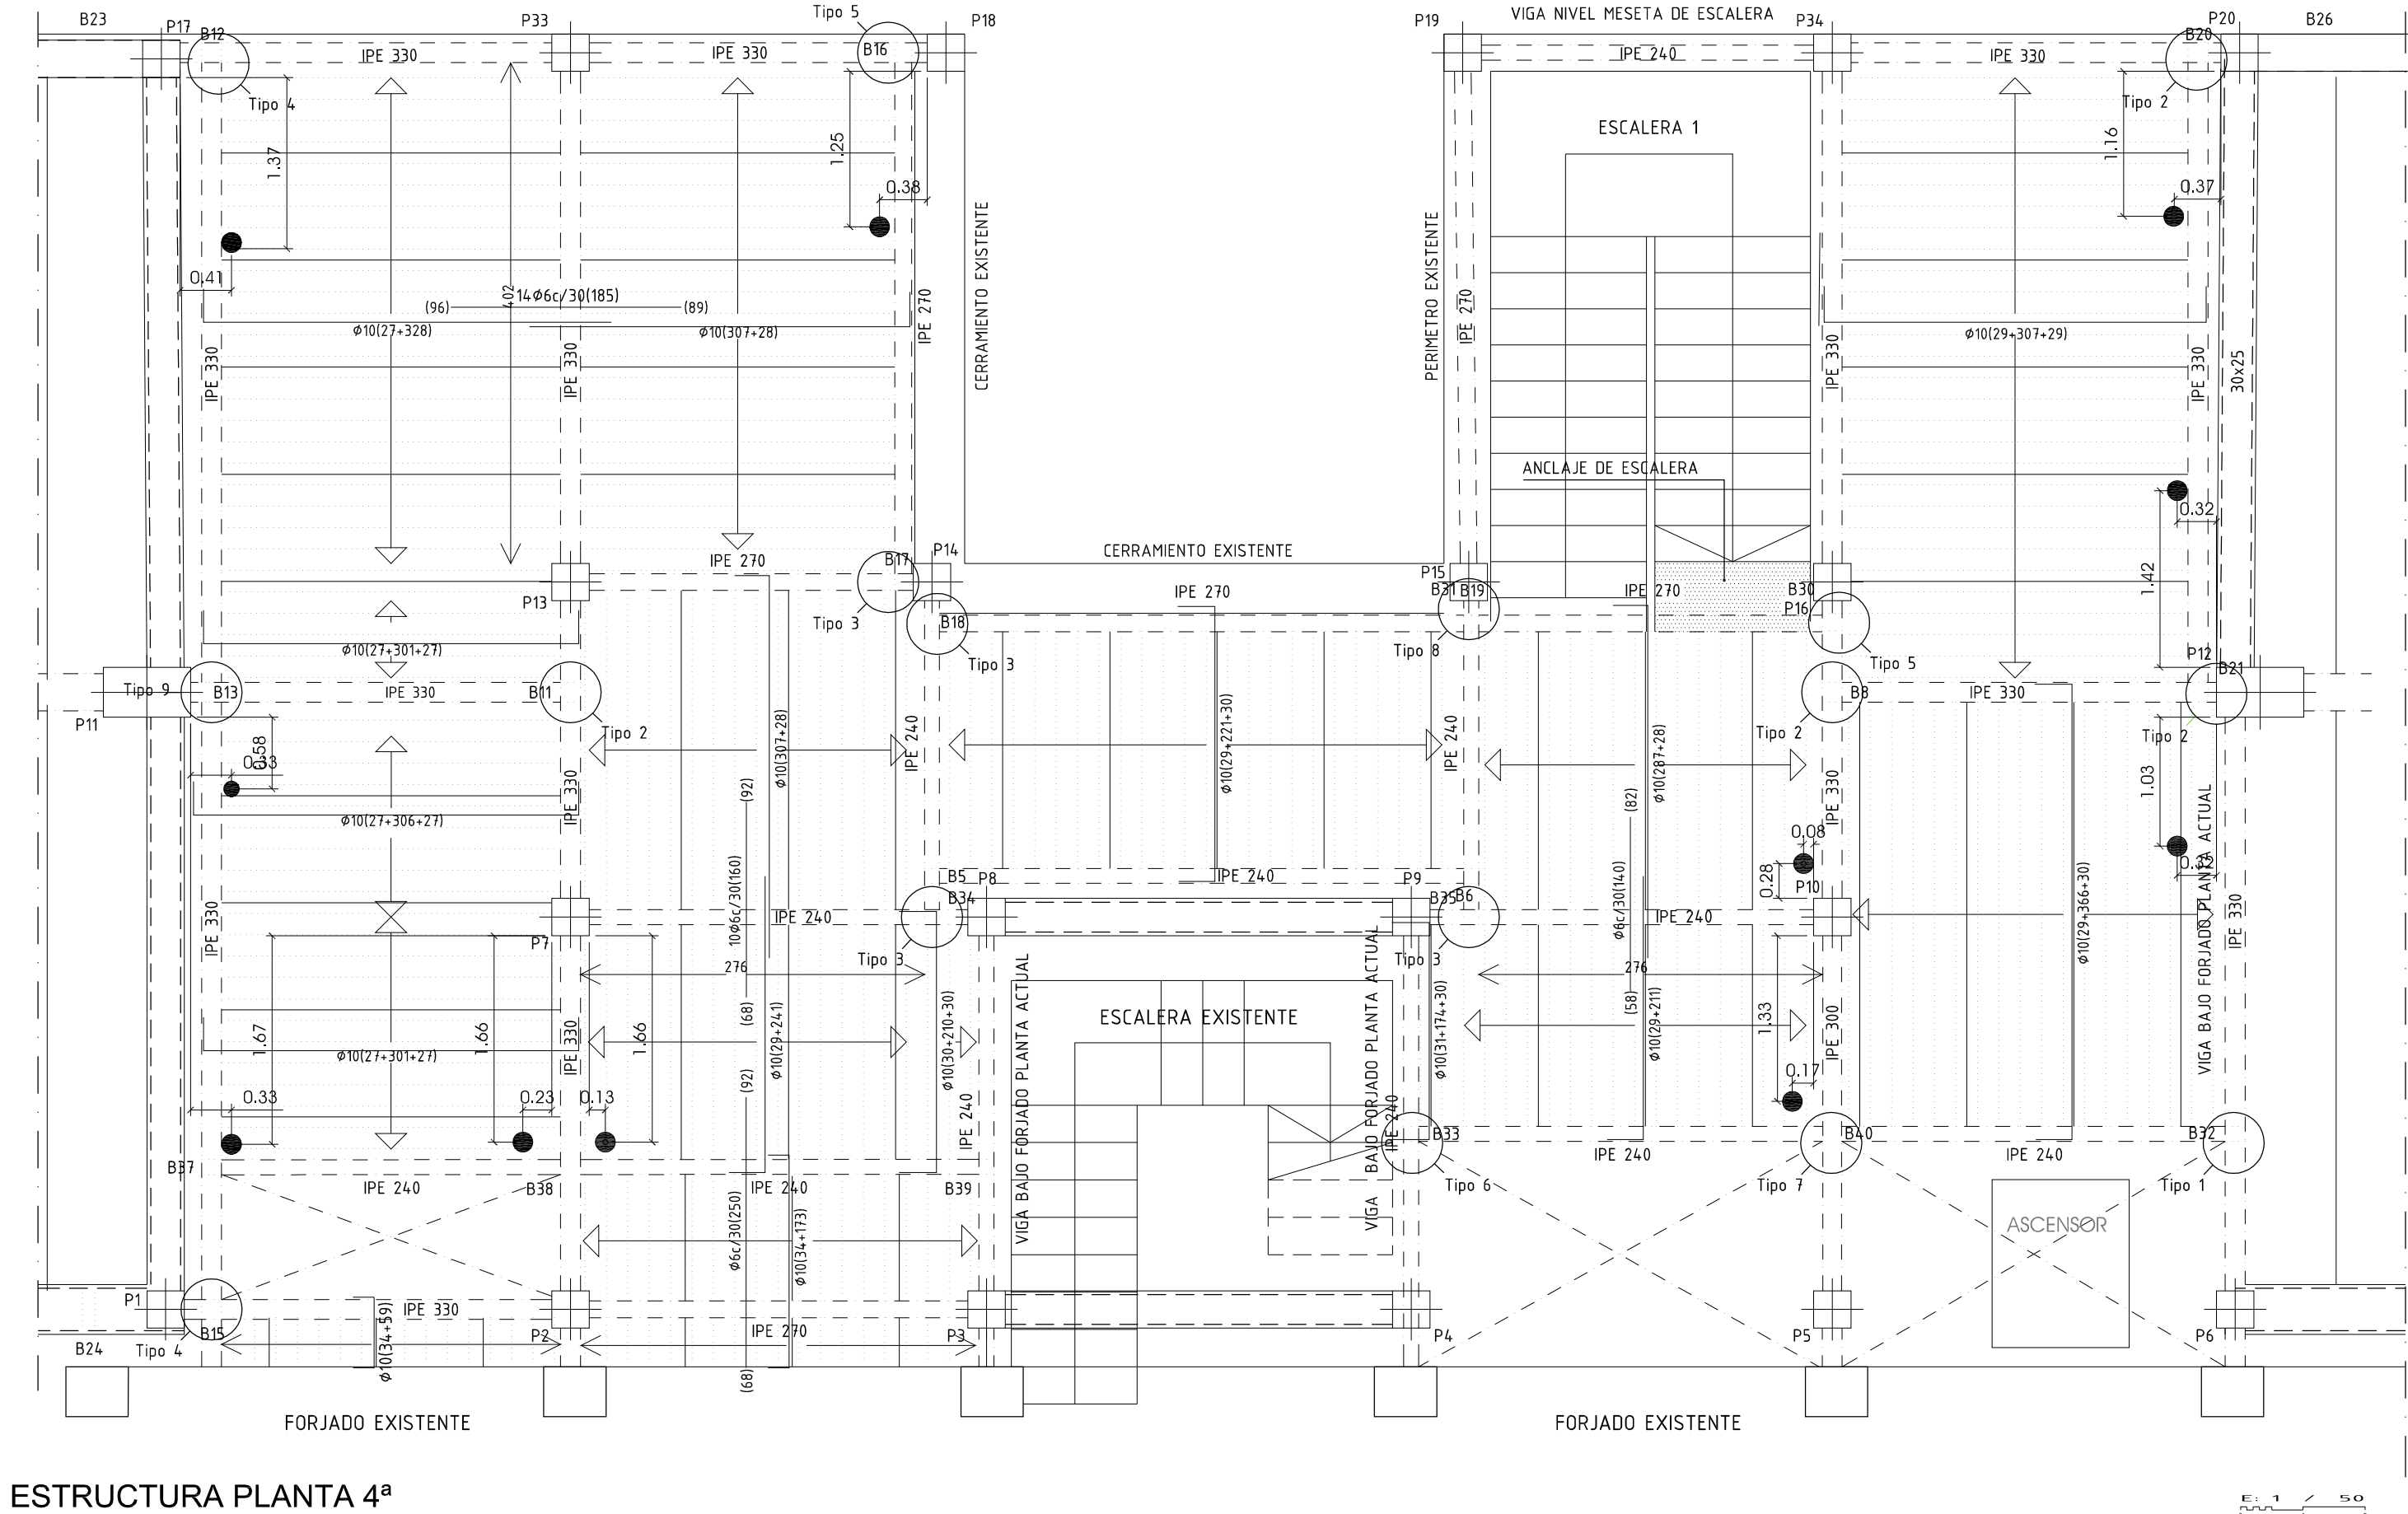 B23
P17
B12
P33
Tipo 5
P18
P19
VIGA NIVEL MESETA DE ESCALERA
P34
P20
B26
B16
B20
IPE 330
IPE 330
IPE 240
IPE 330
Tipo 4
Tipo 2
1.37
1.25
ESCALERA 1
1.16
0.38
0.37
CERRAMIENTO EXISTENTE
PERIMETRO EXISTENTE
0.41
402
14Φ6c/30(185)
(96)
(89)
Φ10(27+328)
Φ10(307+28)
IPE 270
IPE 270
Φ10(29+307+29)
IPE 330
IPE 330
IPE 330
IPE 330
30x25
ANCLAJE DE ESCALERA
0.32
CERRAMIENTO EXISTENTE
IPE 270
B17
P14
P15
B31
B19
IPE 270
IPE 270
B30
P16
1.42
P13
Tipo 3
B18
Tipo 3
Tipo 8
Tipo 5
Φ10(27+301+27)
P12
B21
Tipo 9
B13
IPE 330
B11
B8
IPE 330
P11
Tipo 2
Tipo 2
Tipo 2
0.58
0.33
Φ10(307+28)
IPE 240
Φ10(29+221+30)
IPE 240
Φ10(287+28)
1.03
IPE 330
(92)
(82)
IPE 330
VIGA BAJO FORJADO PLANTA ACTUAL
Φ10(27+306+27)
0.08
0.28
0.32
10Φ6c/30(160)
Φ6c/30(140)
B5
P8
IPE 240
P9
B34
B35
B6
P10
IPE 330
P7
IPE 240
IPE 240
Φ10(29+366+30)
IPE 330
Tipo 3
Tipo 3
276
276
(68)
(58)
1.67
1.66
1.66
IPE 330
Φ10(29+241)
Φ10(30+210+30)
VIGA BAJO FORJADO PLANTA ACTUAL
ESCALERA EXISTENTE
VIGA BAJO FORJADO PLANTA ACTUAL
Φ10(31+174+30)
Φ10(29+211)
1.33
IPE 300
Φ10(27+301+27)
(92)
0.33
0.23
0.13
0.17
IPE 240
IPE 240
B33
B40
B32
B37
IPE 240
B38
IPE 240
B39
IPE 240
IPE 240
Tipo 6
Tipo 7
Tipo 1
Φ6c/30(250)
Φ10(34+173)
ASCENSOR
P1
IPE 330
B15
P2
IPE 270
P3
P4
P5
P6
B24
Tipo 4
Φ10(34+59)
(68)
FORJADO EXISTENTE
FORJADO EXISTENTE
ESTRUCTURA PLANTA 4ª
E: 1 / 50